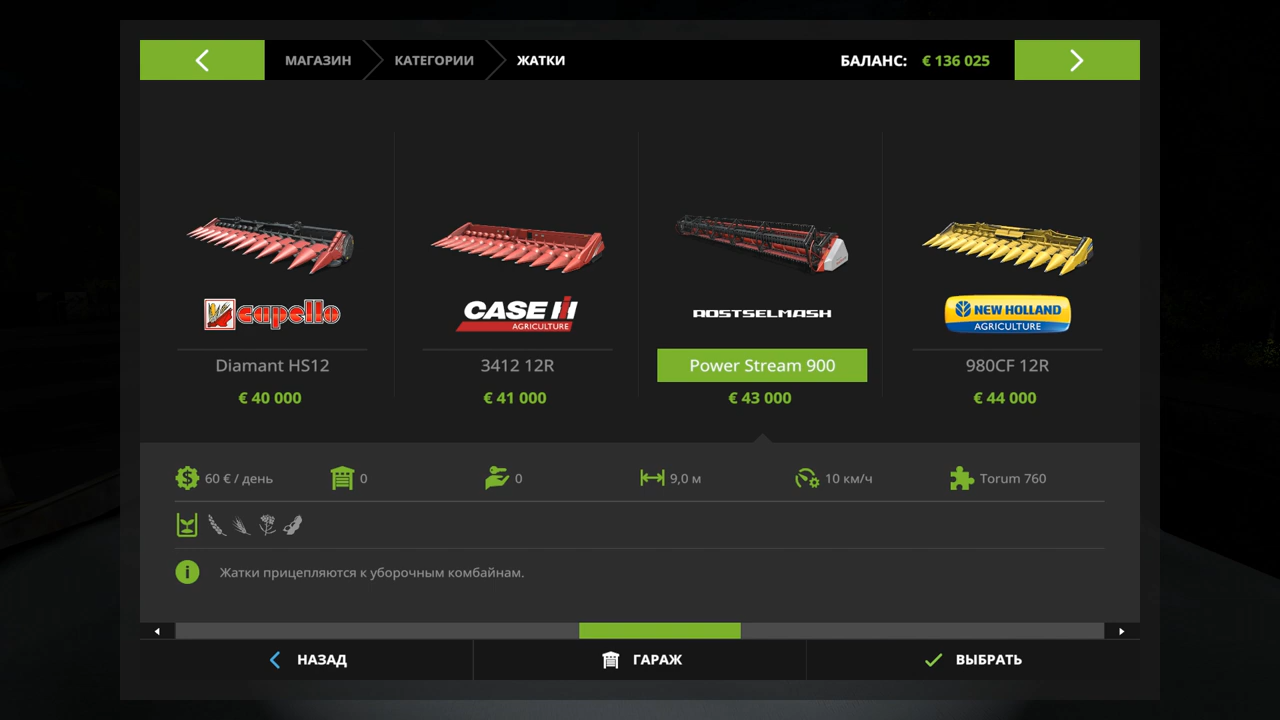 МАГАЗИН КАТЕГОРИИ ЖАТКИ БАЛАНС: € 136 025
capello CASE IH AGRICULTURE ROSTSELMASH NEW HOLLAND AGRICULTURE
Diamant HS12 3412 12R Power Stream 900 980CF 12R
€ 40 000 € 41 000 € 43 000 € 44 000
60 € / день 0 0 9,0 м 10 км/ч Torum 760
Жатки прицепляются к уборочным комбайнам.
НАЗАД ГАРАЖ ВЫБРАТЬ